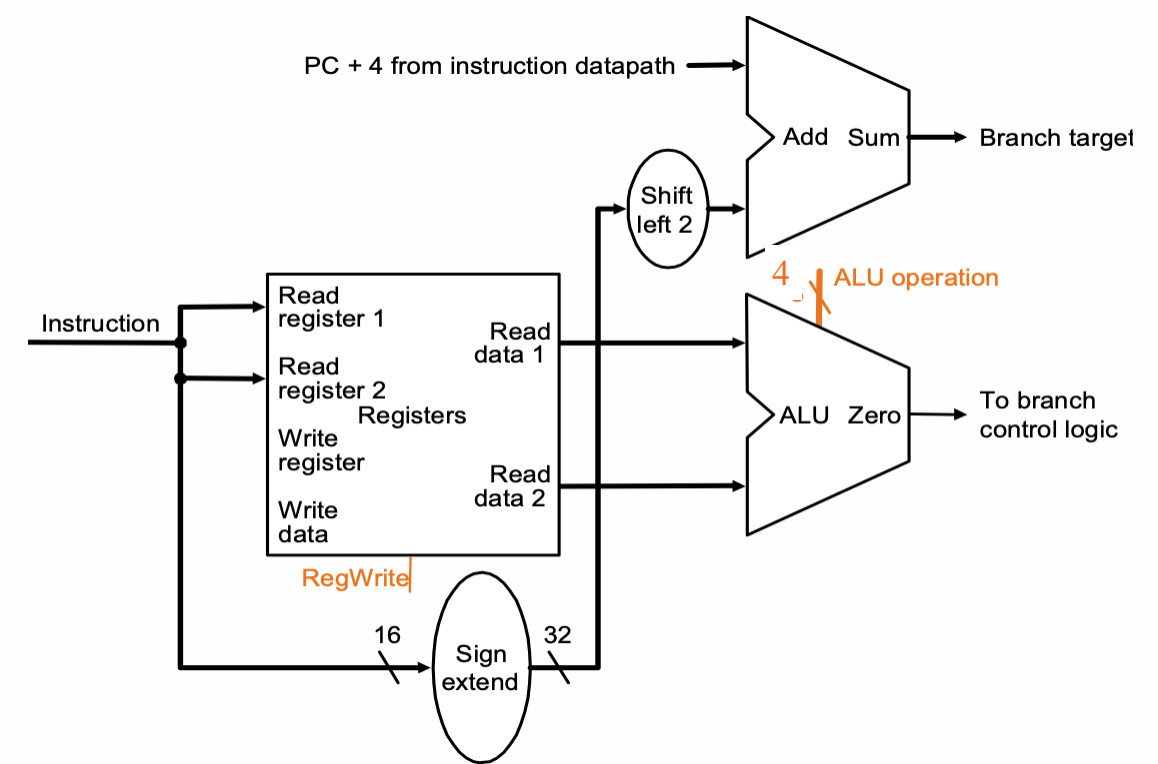 PC + 4 from instruction datapath
Add Sum
Branch target
Shift
left 2
4
ALU operation
Instruction
Read
register 1
Read
data 1
Read
register 2
Registers
ALU Zero
To branch
control logic
Write
register
Read
data 2
Write
data
RegWrite
16
32
Sign
extend